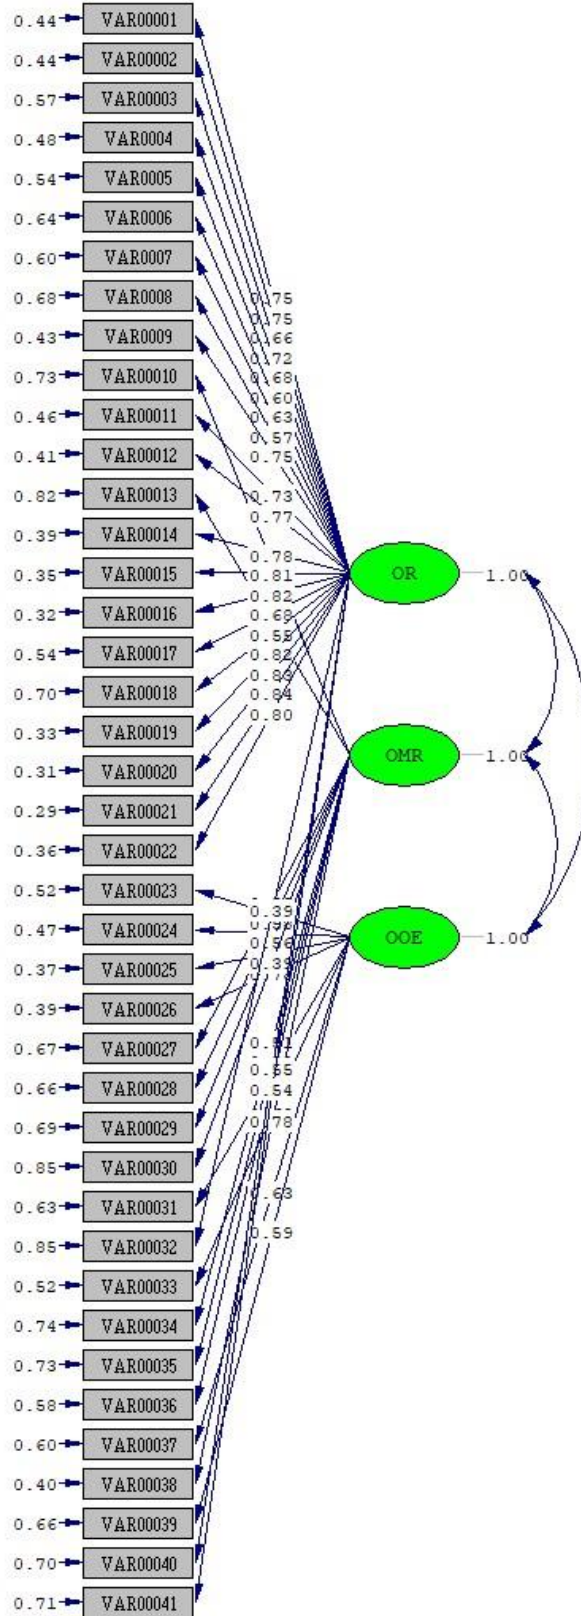 0.44 VAR00001
0.44 VAR00002
0.57 VAR00003
0.48 VAR0004
0.54 VAR0005
0.64 VAR0006
0.60 VAR0007
0.68 VAR0008
0.43 VAR0009
0.73 VAR00010
0.46 VAR00011
0.41 VAR00012
0.82 VAR00013
0.39 VAR00014
0.35 VAR00015
0.32 VAR00016
0.54 VAR00017
0.70 VAR00018
0.33 VAR00019
0.31 VAR00020
0.29 VAR00021
0.36 VAR00022
0.52 VAR00023
0.47 VAR00024
0.37 VAR00025
0.39 VAR00026
0.67 VAR00027
0.66 VAR00028
0.69 VAR00029
0.85 VAR00030
0.63 VAR00031
0.85 VAR00032
0.52 VAR00033
0.74 VAR00034
0.73 VAR00035
0.58 VAR00036
0.60 VAR00037
0.40 VAR00038
0.66 VAR00039
0.70 VAR00040
0.71 VAR00041
0.75
0.75
0.66
0.72
0.68
0.60
0.63
0.57
0.75
0.73
0.77
0.78
0.81
0.82
0.55
0.82
0.83
0.84
0.80
0.39
0.56
0.39
0.55
0.54
0.78
0.63
0.59
OR 1.00
OMR 1.00
OOE 1.00